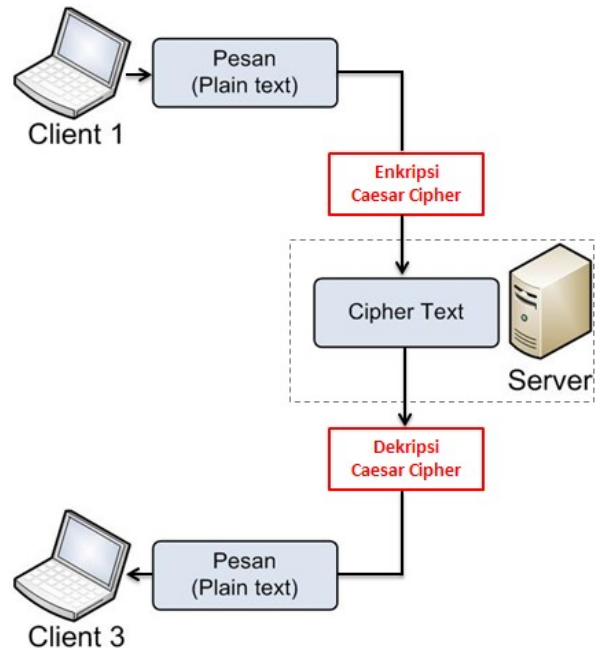 Client 1
Pesan
(Plain text)
Enkripsi
Caesar Cipher
Cipher Text
Server
Dekripsi
Caesar Cipher
Pesan
(Plain text)
Client 3